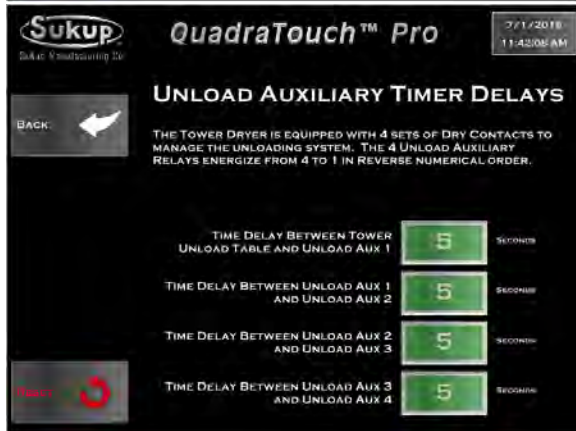 Sukup
QuadraTouch™ Pro
Sukup Manufacturing Co
11:42:08 AM
UNLOAD AUXILIARY TIMER DELAYS
BACK
THE TOWER DRYER IS EQUIPPED WITH 4 SETS OF DRY CONTACTS TO
MANAGE THE UNLOADING SYSTEM. THE 4 UNLOAD AUXILIARY
RELAYS ENERGIZE FROM 4 TO 1 IN REVERSE NUMERICAL ORDER.
TIME DELAY BETWEEN TOWER
UNLOAD TABLE AND UNLOAD AUX 1
5 SECONDS
TIME DELAY BETWEEN UNLOAD AUX 1
AND UNLOAD AUX 2
5 SECONDS
TIME DELAY BETWEEN UNLOAD AUX 2
AND UNLOAD AUX 3
5 SECONDS
TIME DELAY BETWEEN UNLOAD AUX 3
AND UNLOAD AUX 4
5 SECONDS